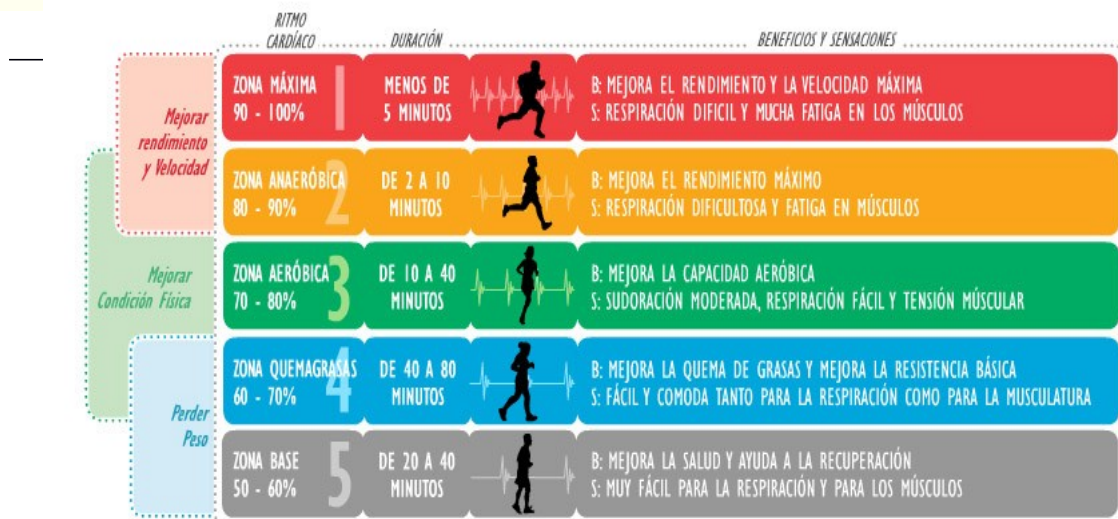 RITMO
CARDÍACO
DURACIÓN
BENEFICIOS Y SENSACIONES
Mejorar
rendimiento
y Velocidad
Mejorar
Condición Física
Perder
Peso
ZONA MÁXIMA
90 - 100%
1
MENOS DE
5 MINUTOS
B: MEJORA EL RENDIMIENTO Y LA VELOCIDAD MÁXIMA
S: RESPIRACIÓN DIFICIL Y MUCHA FATIGA EN LOS MÚSCULOS
ZONA ANAERÓBICA
80 - 90%
2
DE 2 A 10
MINUTOS
B: MEJORA EL RENDIMIENTO MÁXIMO
S: RESPIRACIÓN DIFICULTOSA Y FATIGA EN MÚSCULOS
ZONA AERÓBICA
70 - 80%
3
DE 10 A 40
MINUTOS
B: MEJORA LA CAPACIDAD AERÓBICA
S: SUDORACIÓN MODERADA, RESPIRACIÓN FÁCIL Y TENSIÓN MÚSCULAR
ZONA QUEMAGRASAS
60 - 70%
4
DE 40 A 80
MINUTOS
B: MEJORA LA QUEMA DE GRASAS Y MEJORA LA RESISTENCIA BÁSICA
S: FÁCIL Y COMODA TANTO PARA LA RESPIRACIÓN COMO PARA LA MUSCULATURA
ZONA BASE
50 - 60%
5
DE 20 A 40
MINUTOS
B: MEJORA LA SALUD Y AYUDA A LA RECUPERACIÓN
S: MUY FÁCIL PARA LA RESPIRACIÓN Y PARA LOS MÚSCULOS